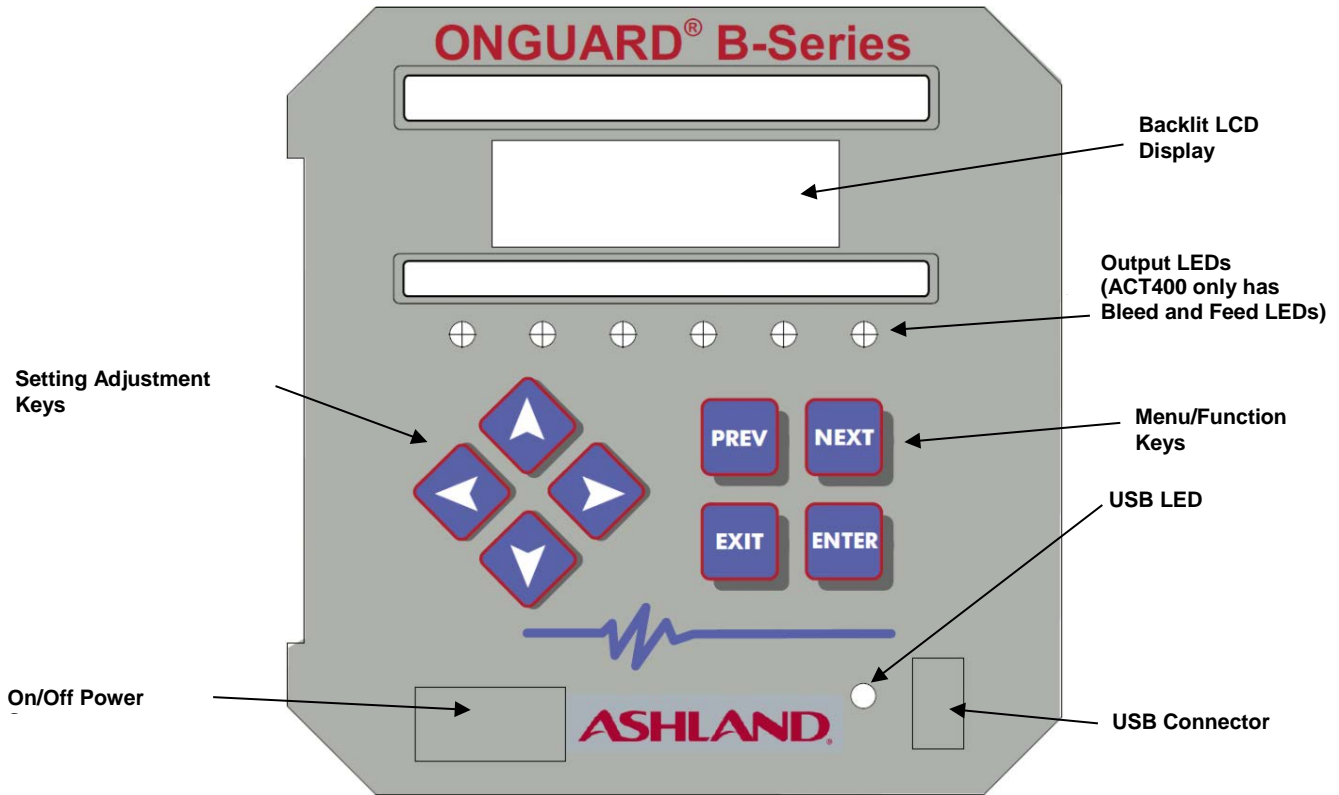 ONGUARD® B-Series
Backlit LCD
Display
Output LEDs
(ACT400 only has
Bleed and Feed LEDs)
Setting Adjustment
Keys
PREV
NEXT
Menu/Function
Keys
USB LED
EXIT
ENTER
On/Off Power
ASHLAND.
USB Connector